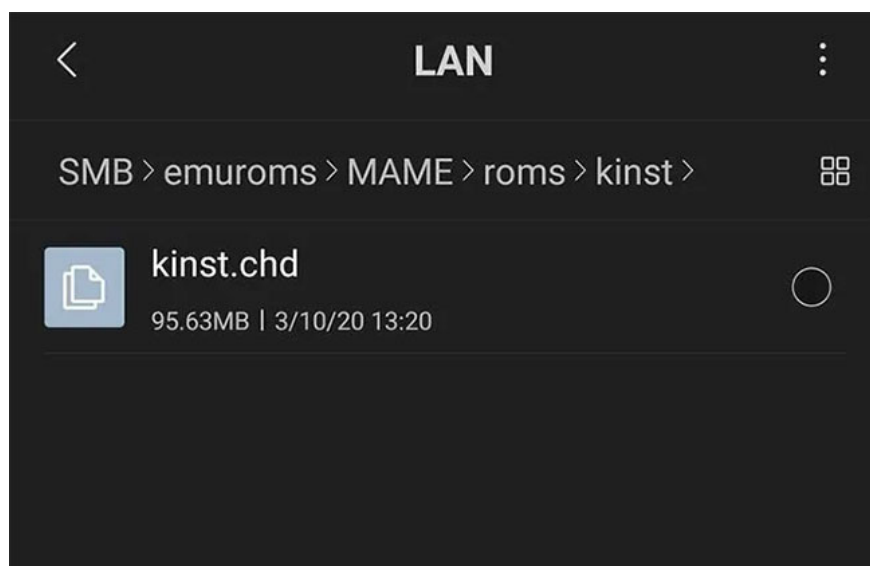 LAN
SMB > emuroms > MAME > roms > kinst >
kinst.chd
95.63MB | 3/10/20 13:20